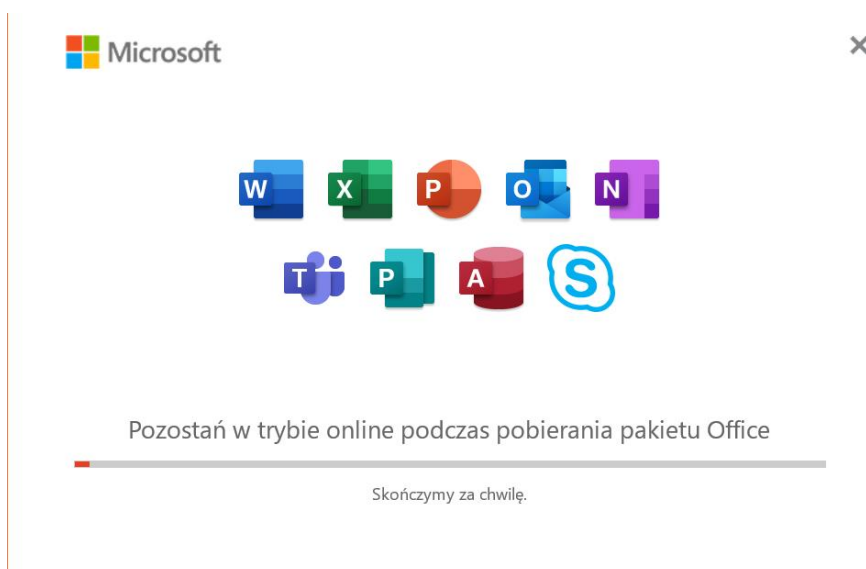 Microsoft
W X P O N
T P A S
Pozostań w trybie online podczas pobierania pakietu Office
Skończymy za chwilę.